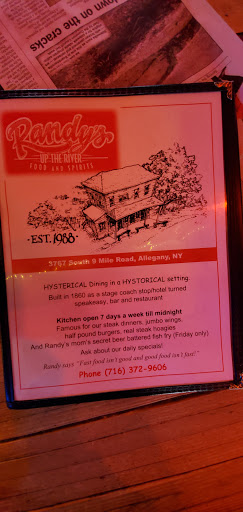 down on the cracks
Randy's
UP THE RIVER
FOOD AND SPIRITS
·EST. 1988·
South 9 Mile Road, Allegany, NY
HYSTERICAL Dining in a HYSTORICAL setting.
Built in 1860 as a stage coach stop/hotel turned
speakeasy, bar and restaurant
Kitchen open 7 days a week till midnight
Famous for our steak dinners, jumbo wings,
half pound burgers, real steak hoagies
And Randy's mom's secret beer battered fish fry (Friday only)
Ask about our daily specials!
Randy says "Fast food isn't good and good food isn't fast!"
Phone (716) 372-9606